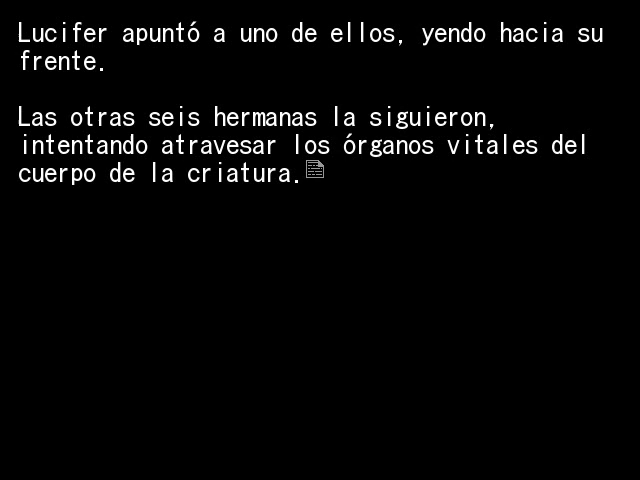 Lucifer apuntó a uno de ellos, yendo hacia su
frente.
Las otras seis hermanas la siguieron,
intentando atravesar los órganos vitales del
cuerpo de la criatura.